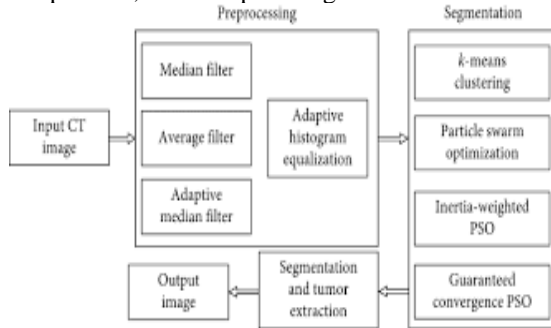 Preprocessing
Segmentation
Median filter
Average filter
Adaptive
median filter
Adaptive
histogram
equalization
Input CT
image
k-means
clustering
Particle swarm
optimization
Inertia-weighted
PSO
Guaranteed
convergence PSO
Segmentation
and tumor
extraction
Output
image